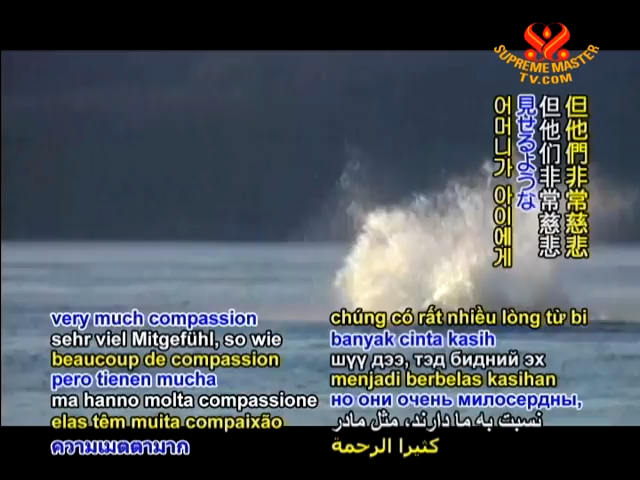 SUPREME MASTER
TV.COM
但他們非常慈悲
但他们非常慈悲
見せるような
어머니가 아이에게
very much compassion
sehr viel Mitgefühl, so wie
beaucoup de compassion
pero tienen mucha
ma hanno molta compassione
elas têm muita compaixão
ความเมตตามาก
chúng có rất nhiều lòng từ bi
banyak cinta kasih
шүү дээ, тэд бидний эх
menjadi berbelas kasihan
но они очень милосердны,
نسبت به ما دارند، مثل مادر
كثيرا الرحمة